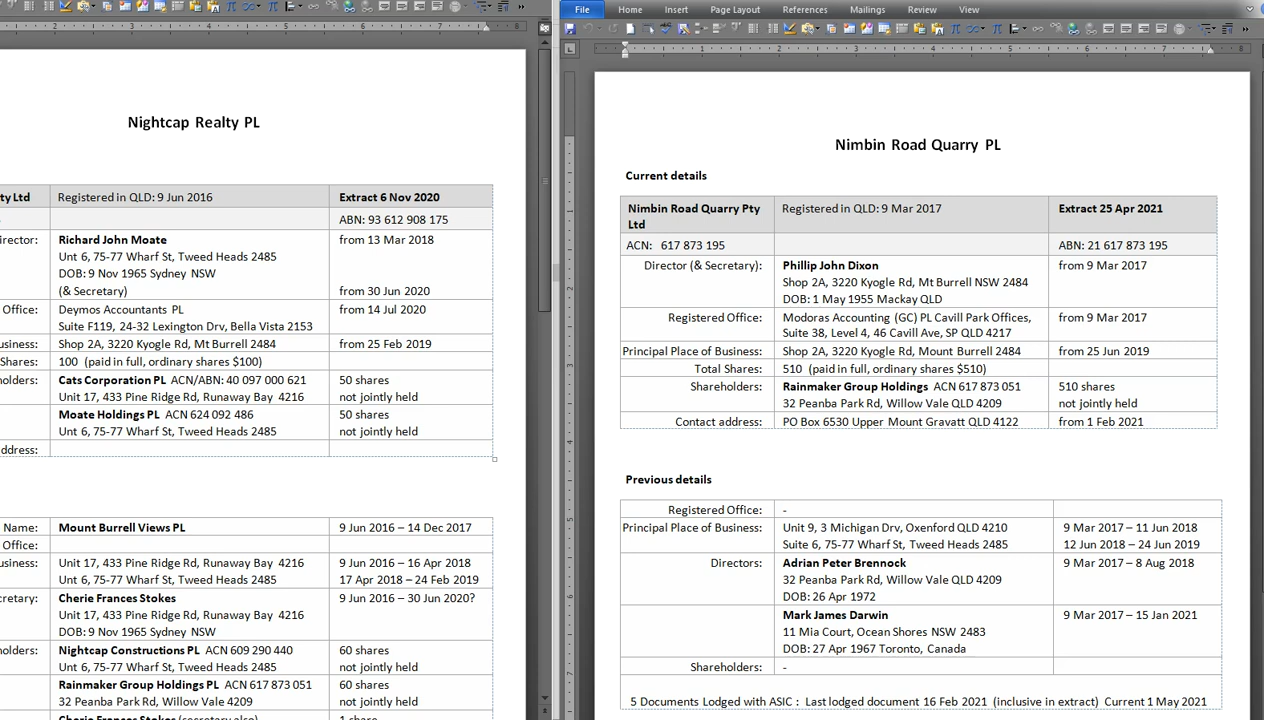 File Home Insert Page Layout References Mailings Review View
Nightcap Realty PL
ty Ltd Registered in QLD: 9 Jun 2016 Extract 6 Nov 2020
ABN: 93 612 908 175
irector: Richard John Moate from 13 Mar 2018
Unt 6, 75-77 Wharf St, Tweed Heads 2485
DOB: 9 Nov 1965 Sydney NSW
(& Secretary) from 30 Jun 2020
Office: Deymos Accountants PL from 14 Jul 2020
Suite F119, 24-32 Lexington Drv, Bella Vista 2153
usiness: Shop 2A, 3220 Kyogle Rd, Mt Burrell 2484 from 25 Feb 2019
Shares: 100 (paid in full, ordinary shares $100)
holders: Cats Corporation PL ACN/ABN: 40 097 000 621 50 shares
Unit 17, 433 Pine Ridge Rd, Runaway Bay 4216 not jointly held
Moate Holdings PL ACN 624 092 486 50 shares
Unt 6, 75-77 Wharf St, Tweed Heads 2485 not jointly held
address:
Name: Mount Burrell Views PL 9 Jun 2016 – 14 Dec 2017
Office:
usiness: Unit 17, 433 Pine Ridge Rd, Runaway Bay 4216 9 Jun 2016 – 16 Apr 2018
Unt 6, 75-77 Wharf St, Tweed Heads 2485 17 Apr 2018 – 24 Feb 2019
cretary: Cherie Frances Stokes 9 Jun 2016 – 30 Jun 2020?
Unit 17, 433 Pine Ridge Rd, Runaway Bay 4216
DOB: 9 Nov 1965 Sydney NSW
holders: Nightcap Constructions PL ACN 609 290 440 60 shares
Unt 6, 75-77 Wharf St, Tweed Heads 2485 not jointly held
Rainmaker Group Holdings PL ACN 617 873 051 60 shares
32 Peanba Park Rd, Willow Vale 4209 not jointly held
Cherie Frances Stokes (secretary also) 1 share
Nimbin Road Quarry PL
Current details
Nimbin Road Quarry Pty Registered in QLD: 9 Mar 2017 Extract 25 Apr 2021
Ltd
ACN: 617 873 195 ABN: 21 617 873 195
Director (& Secretary): Phillip John Dixon from 9 Mar 2017
Shop 2A, 3220 Kyogle Rd, Mt Burrell NSW 2484
DOB: 1 May 1955 Mackay QLD
Registered Office: Modoras Accounting (GC) PL Cavill Park Offices, from 9 Mar 2017
Suite 38, Level 4, 46 Cavill Ave, SP QLD 4217
Principal Place of Business: Shop 2A, 3220 Kyogle Rd, Mount Burrell 2484 from 25 Jun 2019
Total Shares: 510 (paid in full, ordinary shares $510)
Shareholders: Rainmaker Group Holdings ACN 617 873 051 510 shares
32 Peanba Park Rd, Willow Vale QLD 4209 not jointly held
Contact address: PO Box 6530 Upper Mount Gravatt QLD 4122 from 1 Feb 2021
Previous details
Registered Office: -
Principal Place of Business: Unit 9, 3 Michigan Drv, Oxenford QLD 4210 9 Mar 2017 – 11 Jun 2018
Suite 6, 75-77 Wharf St, Tweed Heads 2485 12 Jun 2018 – 24 Jun 2019
Directors: Adrian Peter Brennock 9 Mar 2017 – 8 Aug 2018
32 Peanba Park Rd, Willow Vale QLD 4209
DOB: 26 Apr 1972
Mark James Darwin 9 Mar 2017 – 15 Jan 2021
11 Mia Court, Ocean Shores NSW 2483
DOB: 27 Apr 1967 Toronto, Canada
Shareholders: -
5 Documents Lodged with ASIC : Last lodged document 16 Feb 2021 (inclusive in extract) Current 1 May 2021